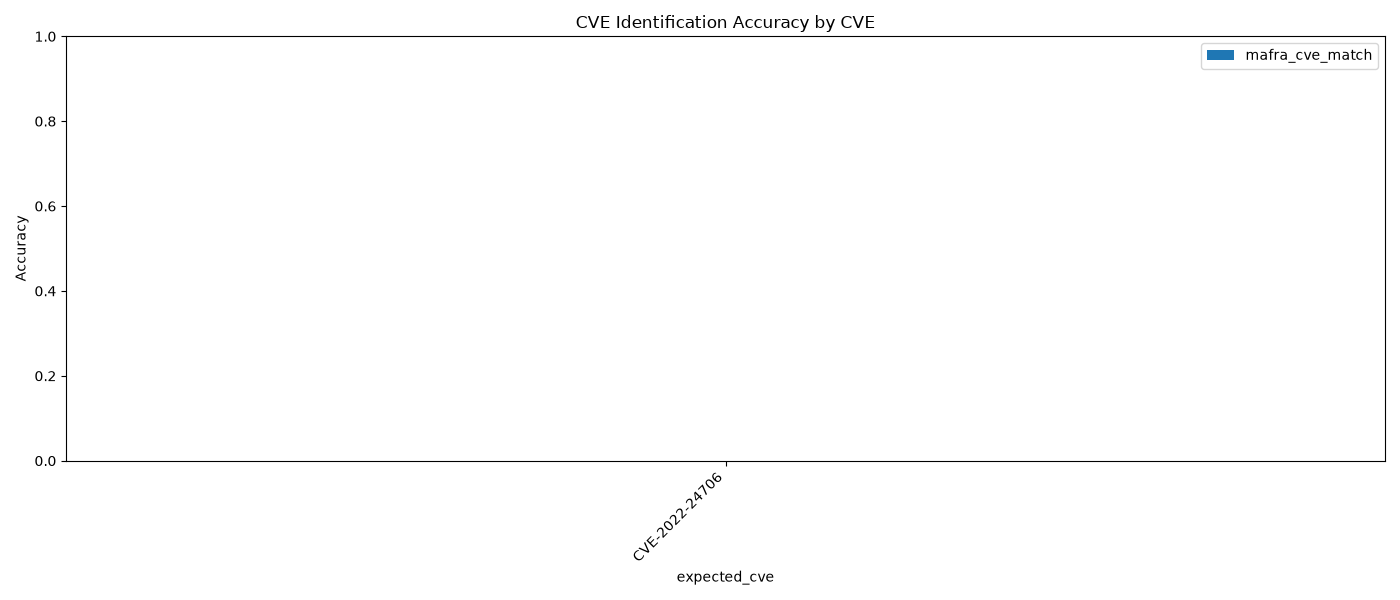 CVE Identification Accuracy by CVE
mafra_cve_match
1.0
0.8
0.6
0.4
0.2
0.0
Accuracy
CVE-2022-24706
expected_cve